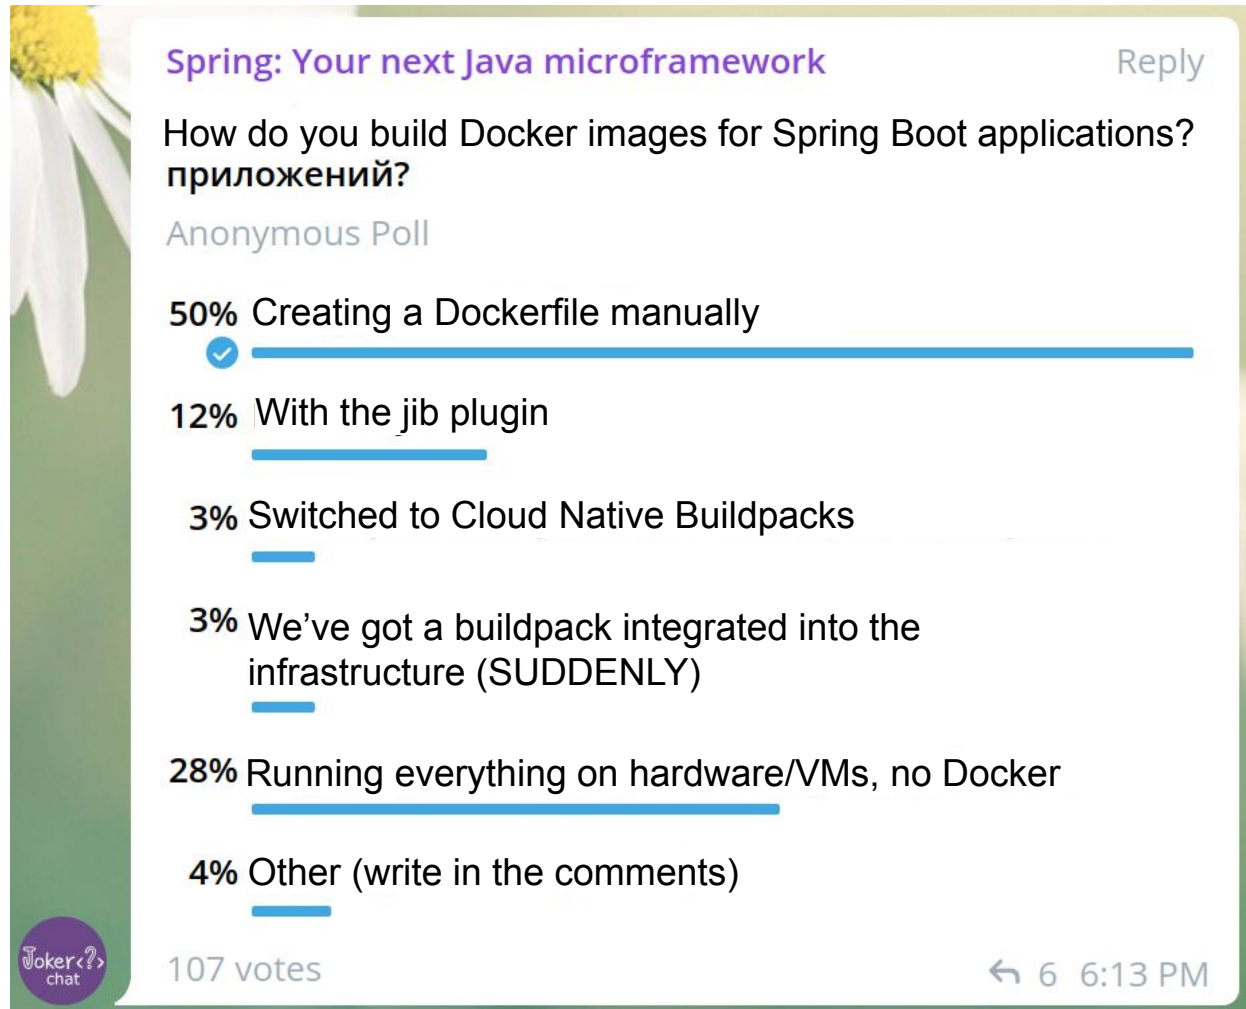 Spring: Your next Java microframework
Reply
How do you build Docker images for Spring Boot applications?
приложений?
Anonymous Poll
50% Creating a Dockerfile manually
12% With the jib plugin
3% Switched to Cloud Native Buildpacks
3% We’ve got a buildpack integrated into the
infrastructure (SUDDENLY)
28% Running everything on hardware/VMs, no Docker
4% Other (write in the comments)
Joker<?>
chat
107 votes
6 6:13 PM